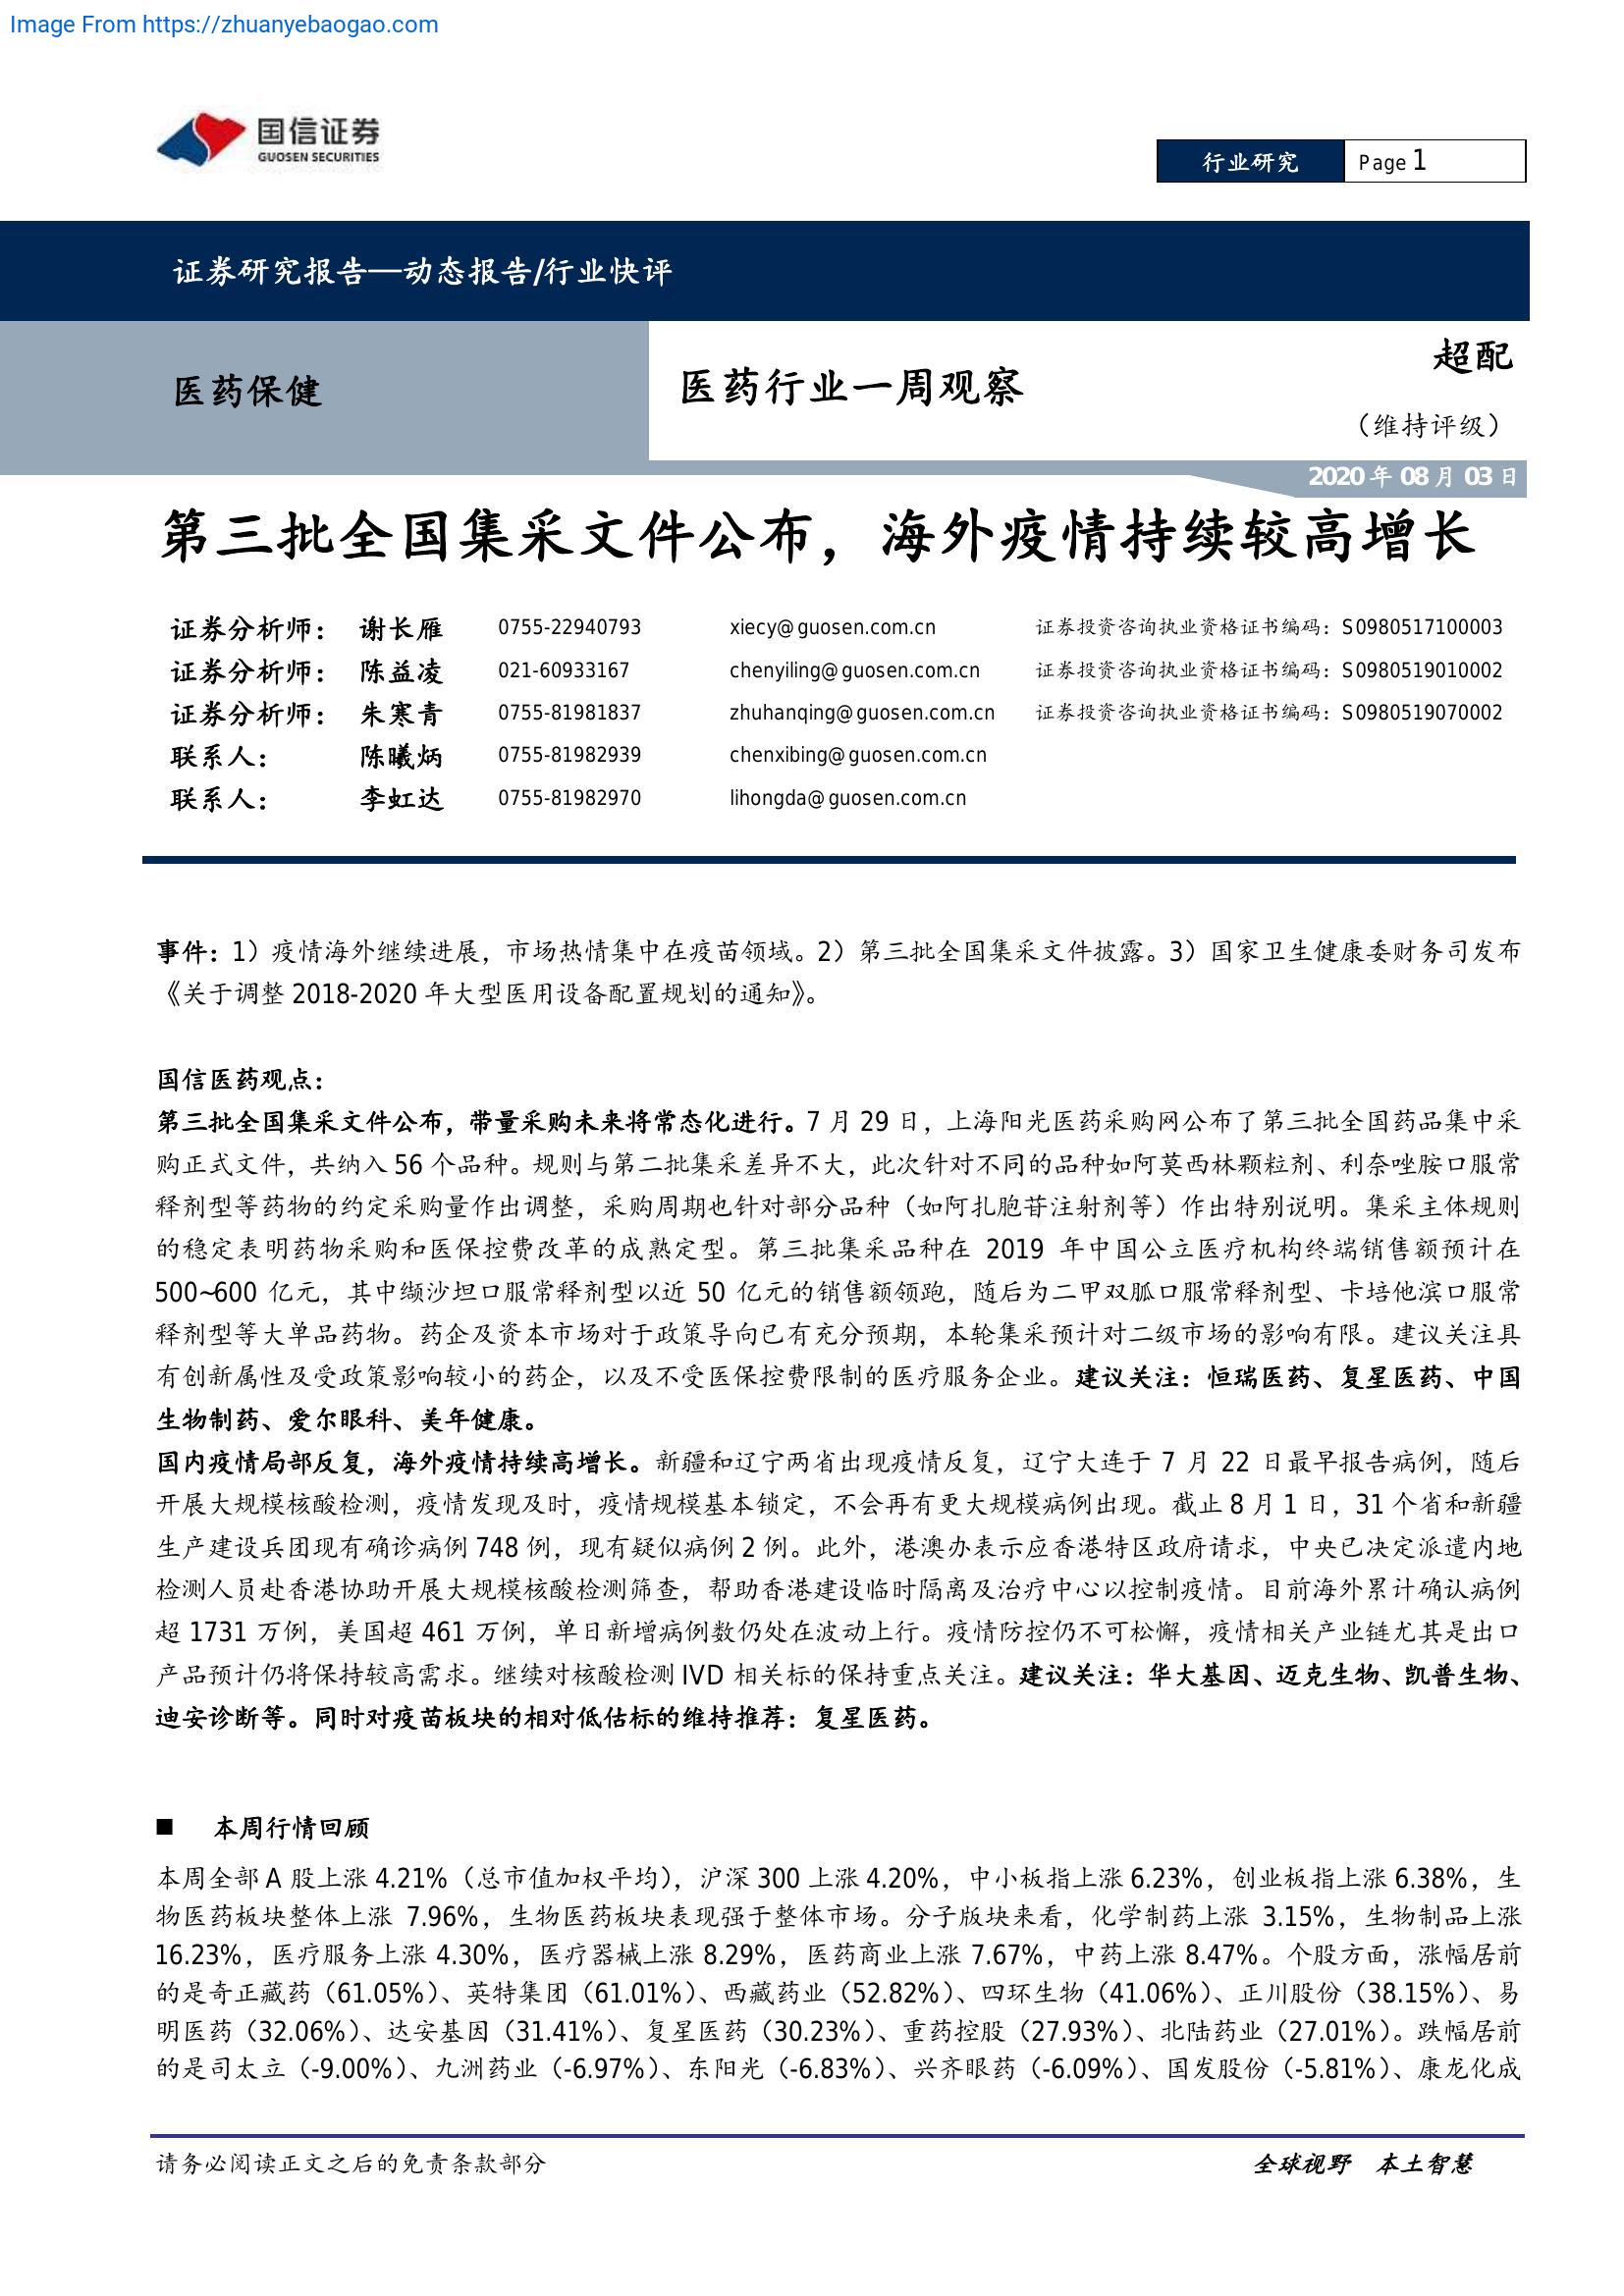 Image From https://zhuanyebaogao.com
国信证券
GUOSEN SECURITIES
行业研究 Page 1
证券研究报告—动态报告/行业快评
医药保健
医药行业一周观察
超配
（维持评级）
2020 年 08 月 03 日
第三批全国集采文件公布，海外疫情持续较高增长
证券分析师： 谢长雁 0755-22940793 xiecy@guosen.com.cn 证券投资咨询执业资格证书编码：S0980517100003
证券分析师： 陈益凌 021-60933167 chenyiling@guosen.com.cn 证券投资咨询执业资格证书编码：S0980519010002
证券分析师： 朱寒青 0755-81981837 zhuhanqing@guosen.com.cn 证券投资咨询执业资格证书编码：S0980519070002
联系人： 陈曦炳 0755-81982939 chenxibing@guosen.com.cn
联系人： 李虹达 0755-81982970 lihongda@guosen.com.cn
事件：1）疫情海外继续进展，市场热情集中在疫苗领域。2）第三批全国集采文件披露。3）国家卫生健康委财务司发布
《关于调整 2018-2020 年大型医用设备配置规划的通知》。
国信医药观点：
第三批全国集采文件公布，带量采购未来将常态化进行。7 月 29 日，上海阳光医药采购网公布了第三批全国药品集中采
购正式文件，共纳入 56 个品种。规则与第二批集采差异不大，此次针对不同的品种如阿莫西林颗粒剂、利奈唑胺口服常
释剂型等药物的约定采购量作出调整，采购周期也针对部分品种（如阿扎胞苷注射剂等）作出特别说明。集采主体规则
的稳定表明药物采购和医保控费改革的成熟定型。第三批集采品种在 2019 年中国公立医疗机构终端销售额预计在
500~600 亿元，其中缬沙坦口服常释剂型以近 50 亿元的销售额领跑，随后为二甲双胍口服常释剂型、卡培他滨口服常
释剂型等大单品药物。药企及资本市场对于政策导向已有充分预期，本轮集采预计对二级市场的影响有限。建议关注具
有创新属性及受政策影响较小的药企，以及不受医保控费限制的医疗服务企业。建议关注：恒瑞医药、复星医药、中国
生物制药、爱尔眼科、美年健康。
国内疫情局部反复，海外疫情持续高增长。新疆和辽宁两省出现疫情反复，辽宁大连于 7 月 22 日最早报告病例，随后
开展大规模核酸检测，疫情发现及时，疫情规模基本锁定，不会再有更大规模病例出现。截止 8 月 1 日，31 个省和新疆
生产建设兵团现有确诊病例 748 例，现有疑似病例 2 例。此外，港澳办表示应香港特区政府请求，中央已决定派遣内地
检测人员赴香港协助开展大规模核酸检测筛查，帮助香港建设临时隔离及治疗中心以控制疫情。目前海外累计确认病例
超 1731 万例，美国超 461 万例，单日新增病例数仍处在波动上行。疫情防控仍不可松懈，疫情相关产业链尤其是出口
产品预计仍将保持较高需求。继续对核酸检测 IVD 相关标的保持重点关注。建议关注：华大基因、迈克生物、凯普生物、
迪安诊断等。同时对疫苗板块的相对低估标的维持推荐：复星医药。
■ 本周行情回顾
本周全部 A 股上涨 4.21%（总市值加权平均），沪深 300 上涨 4.20%，中小板指上涨 6.23%，创业板指上涨 6.38%，生
物医药板块整体上涨 7.96%，生物医药板块表现强于整体市场。分子版块来看，化学制药上涨 3.15%，生物制品上涨
16.23%，医疗服务上涨 4.30%，医疗器械上涨 8.29%，医药商业上涨 7.67%，中药上涨 8.47%。个股方面，涨幅居前
的是奇正藏药（61.05%）、英特集团（61.01%）、西藏药业（52.82%）、四环生物（41.06%）、正川股份（38.15%）、易
明医药（32.06%）、达安基因（31.41%）、复星医药（30.23%）、重药控股（27.93%）、北陆药业（27.01%）。跌幅居前
的是司太立（-9.00%）、九洲药业（-6.97%）、东阳光（-6.83%）、兴齐眼药（-6.09%）、国发股份（-5.81%）、康龙化成
请务必阅读正文之后的免责条款部分 全球视野 本土智慧